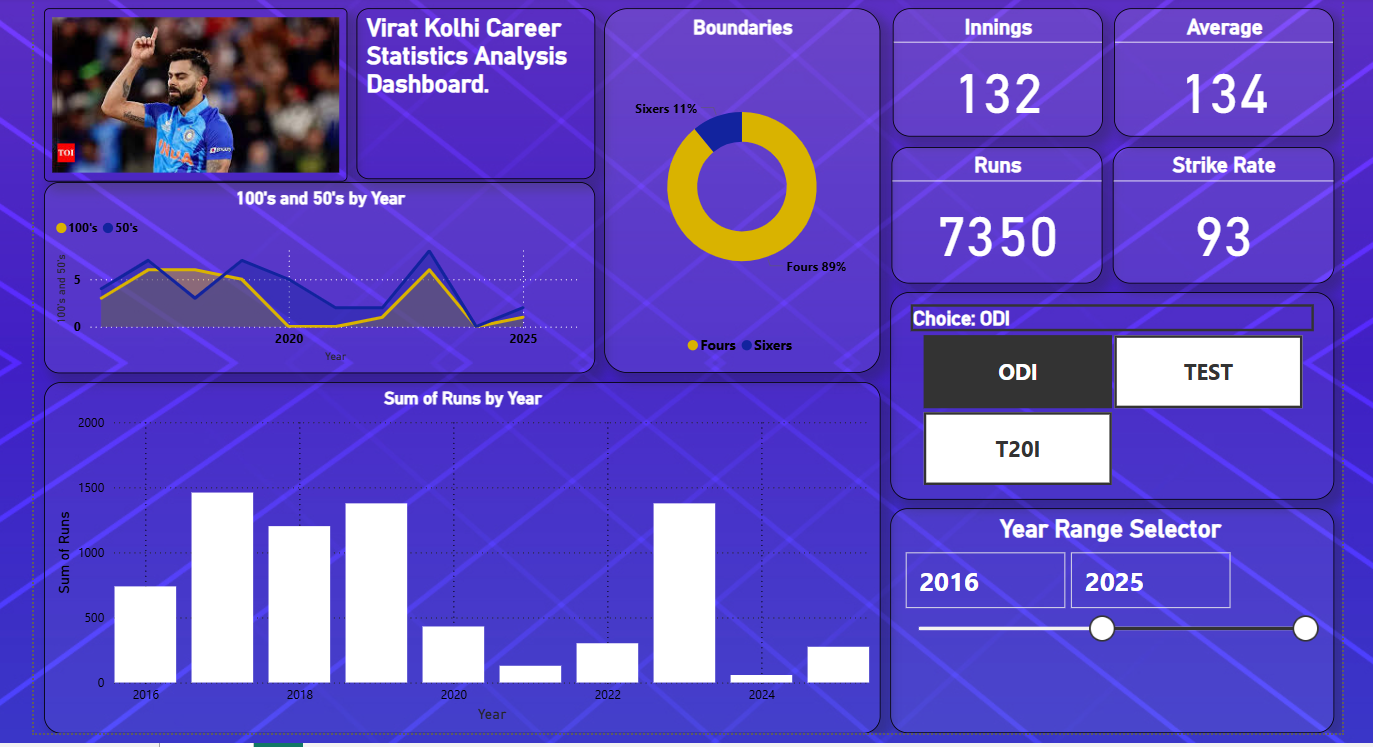 TOI
Virat Kolhi Career
Statistics Analysis
Dashboard.
100's and 50's by Year
100's 50's
100's and 50's
5
0
2020 2025
Year
Boundaries
Sixers 11%
Fours 89%
Fours Sixers
Innings
132
Average
134
Runs
7350
Strike Rate
93
Choice: ODI
ODI TEST
T20I
Sum of Runs by Year
Sum of Runs
2000
1500
1000
500
0
2016 2018 2020 2022 2024
Year
Year Range Selector
2016 2025